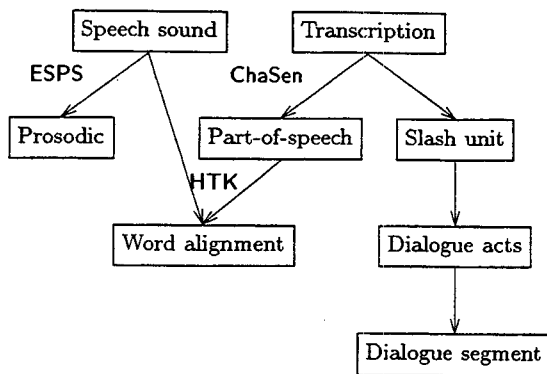 Speech sound
Transcription
ESPS
ChaSen
Prosodic
Part-of-speech
Slash unit
HTK
Word alignment
Dialogue acts
Dialogue segment